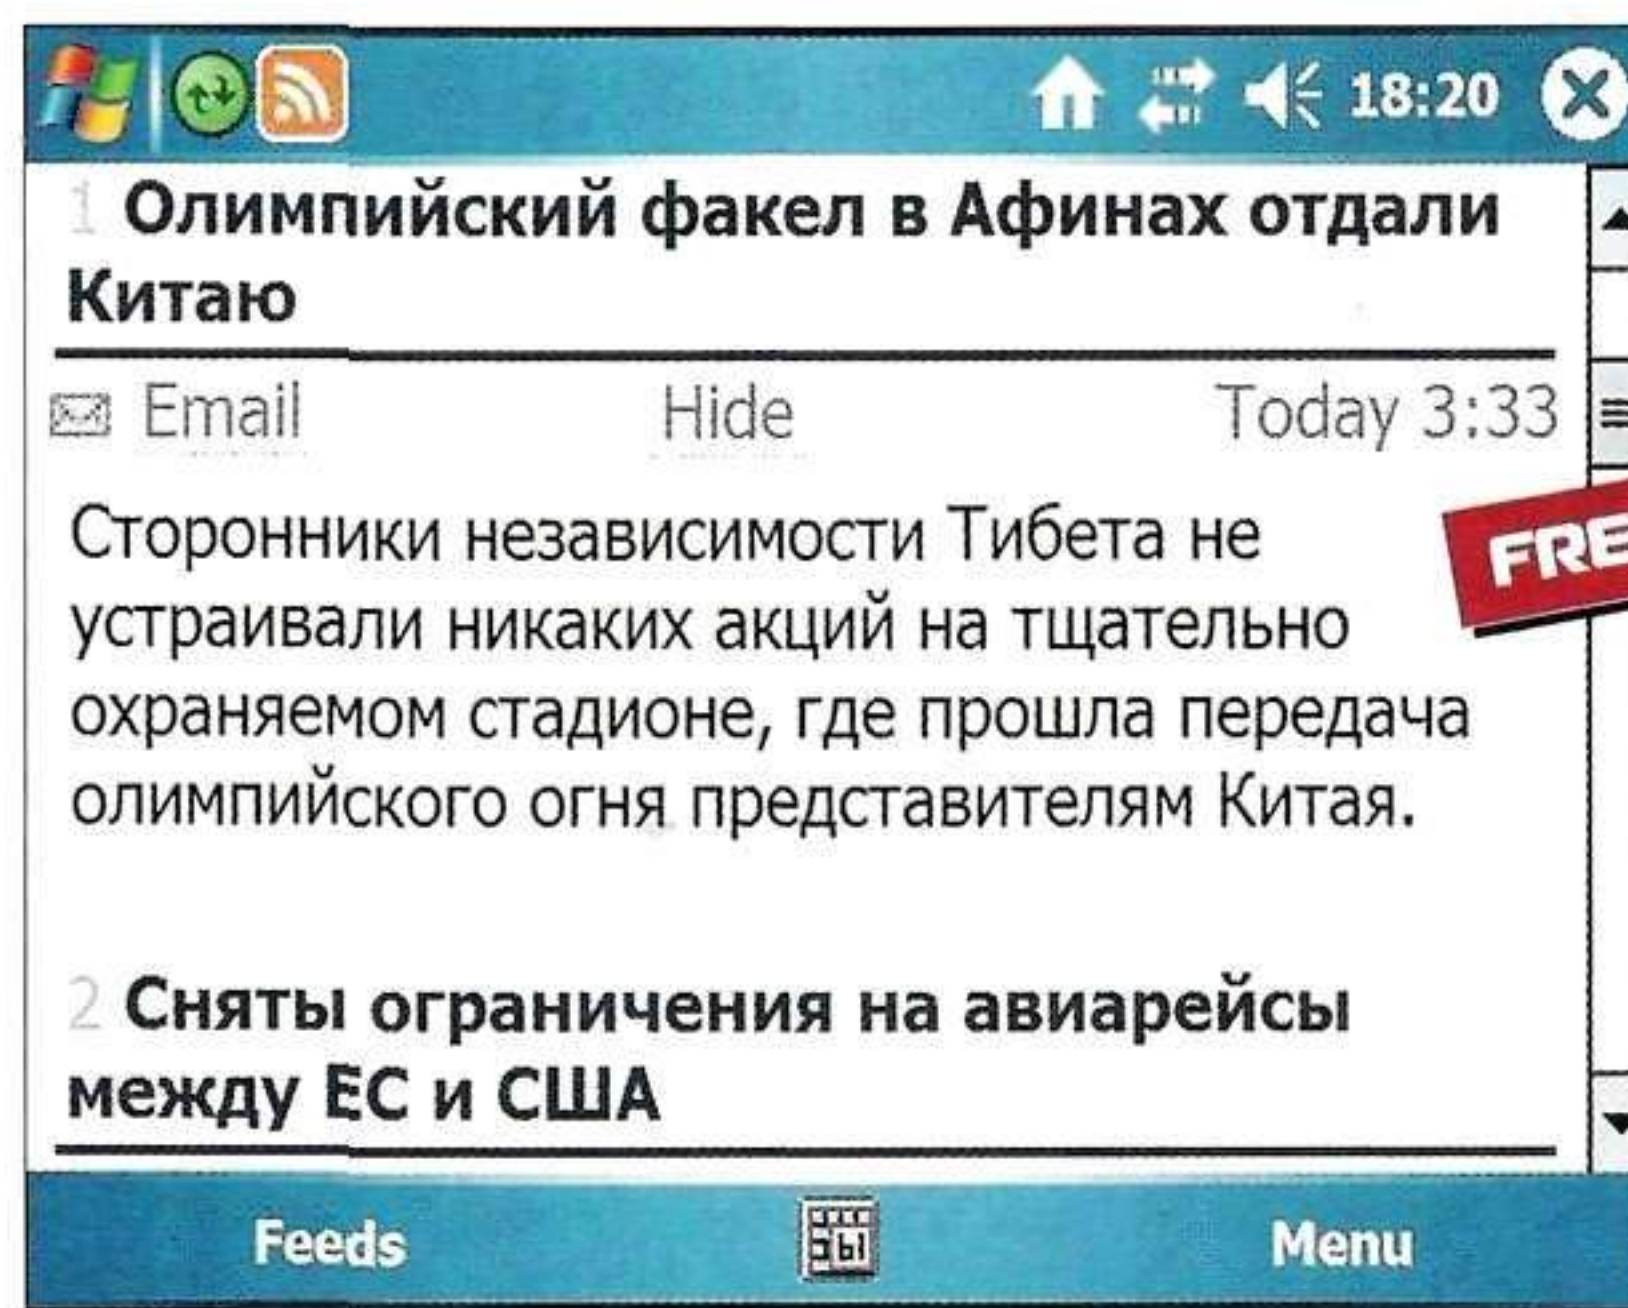 18:20
1 Олимпийский факел в Афинах отдали
Китаю
Email Hide Today 3:33
Сторонники независимости Тибета не
устраивали никаких акций на тщательно
охраняемом стадионе, где прошла передача
олимпийского огня представителям Китая.
2 Сняты ограничения на авиарейсы
между ЕС и США
Feeds Menu